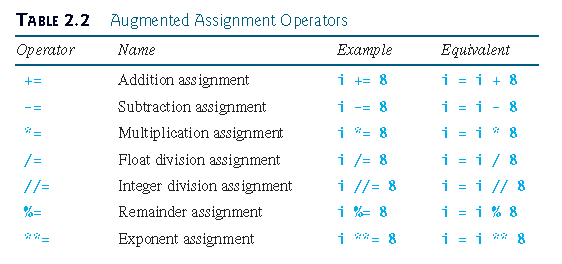 TABLE 2.2 Augmented Assignment Operators
Operator Name Example Equivalent
+= Addition assignment i += 8 i = i + 8
-= Subtraction assignment i -= 8 i = i - 8
*= Multiplication assignment i *= 8 i = i * 8
/= Float division assignment i /= 8 i = i / 8
//= Integer division assignment i //= 8 i = i // 8
%= Remainder assignment i %= 8 i = i % 8
**= Exponent assignment i **= 8 i = i ** 8